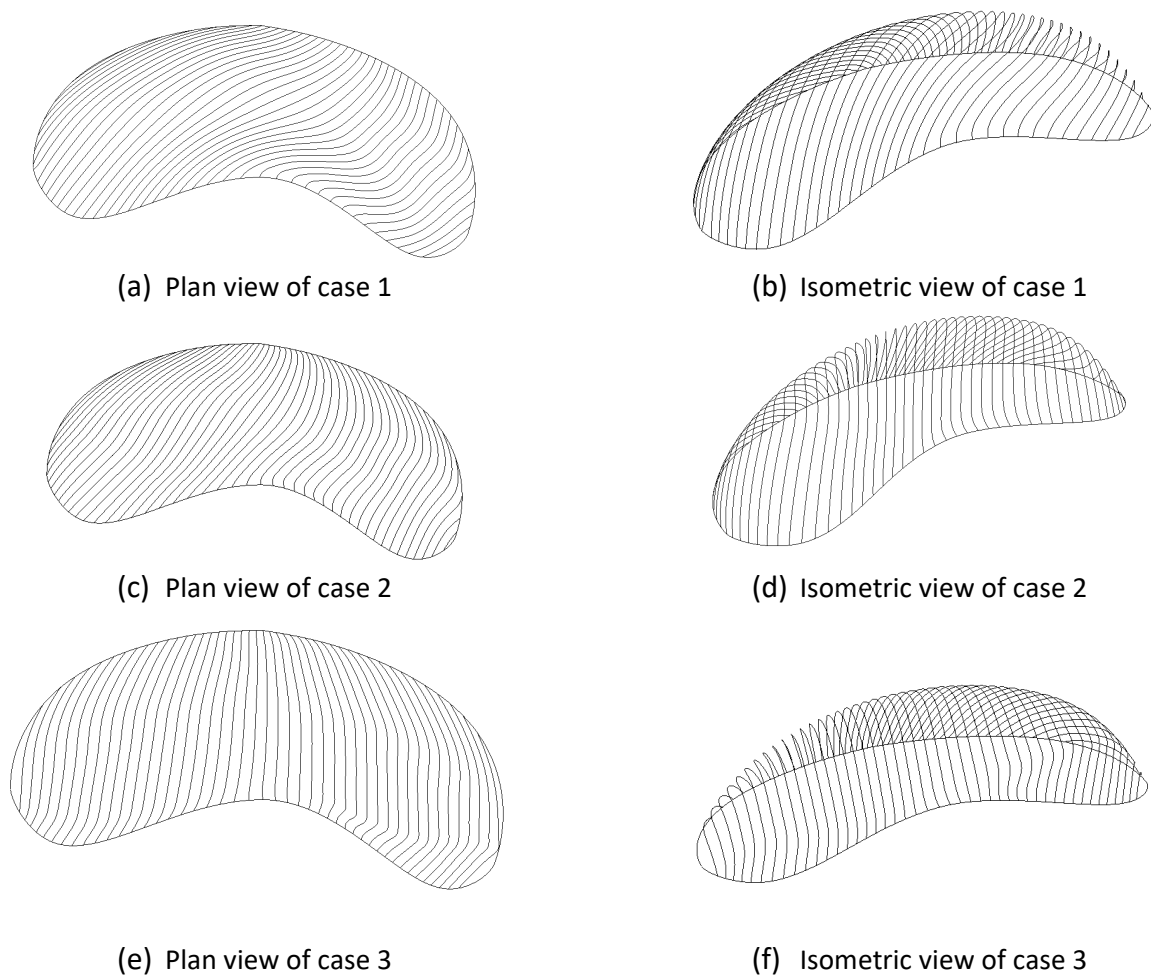 (a) Plan view of case 1
(b) Isometric view of case 1
(c) Plan view of case 2
(d) Isometric view of case 2
(e) Plan view of case 3
(f) Isometric view of case 3